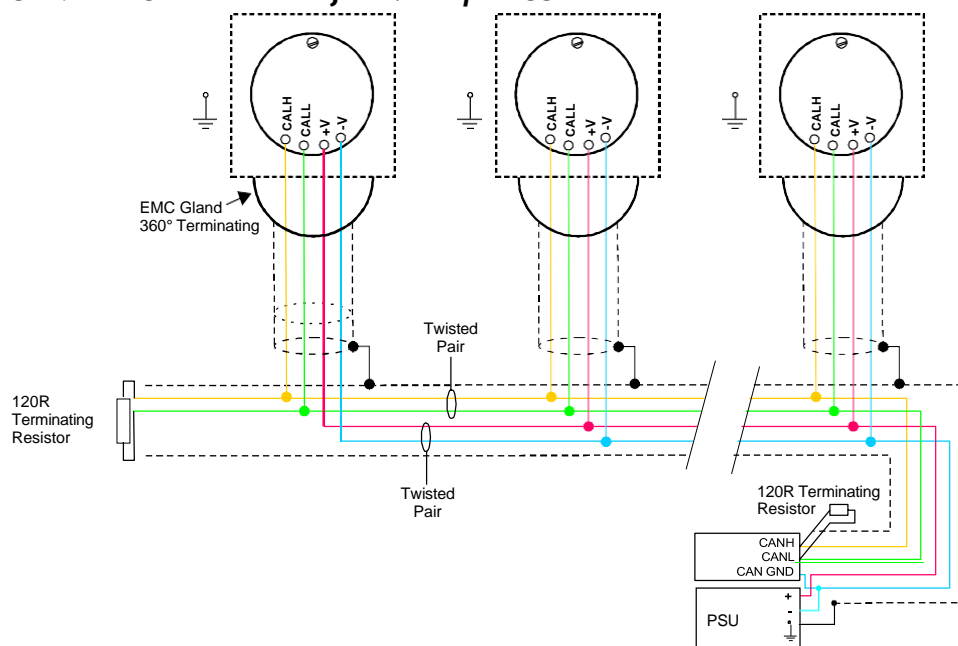 CALH
CALL
+V
-V
CALH
CALL
+V
-V
CALH
CALL
+V
-V
EMC Gland
360° Terminating
Twisted
Pair
120R
Terminating
Resistor
Twisted
Pair
120R Terminating
Resistor
CANH
CANL
CAN GND
PSU
+
-